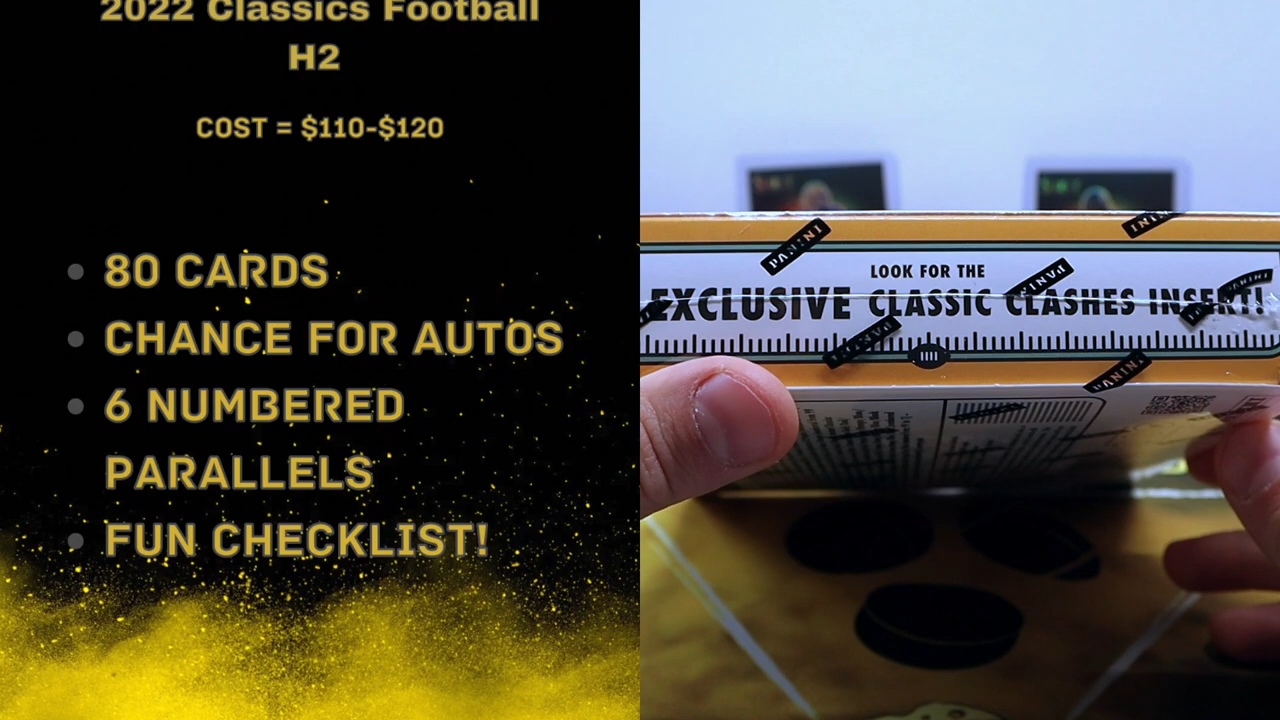 2022 Classics Football
H2
COST = $110-$120
80 CARDS
CHANCE FOR AUTOS
6 NUMBERED
PARALLELS
FUN CHECKLIST!
LOOK FOR THE
EXCLUSIVE CLASSIC CLASHES INSERT!
PANINI
PANINI
PANINI
PANINI
PANINI
PANINI